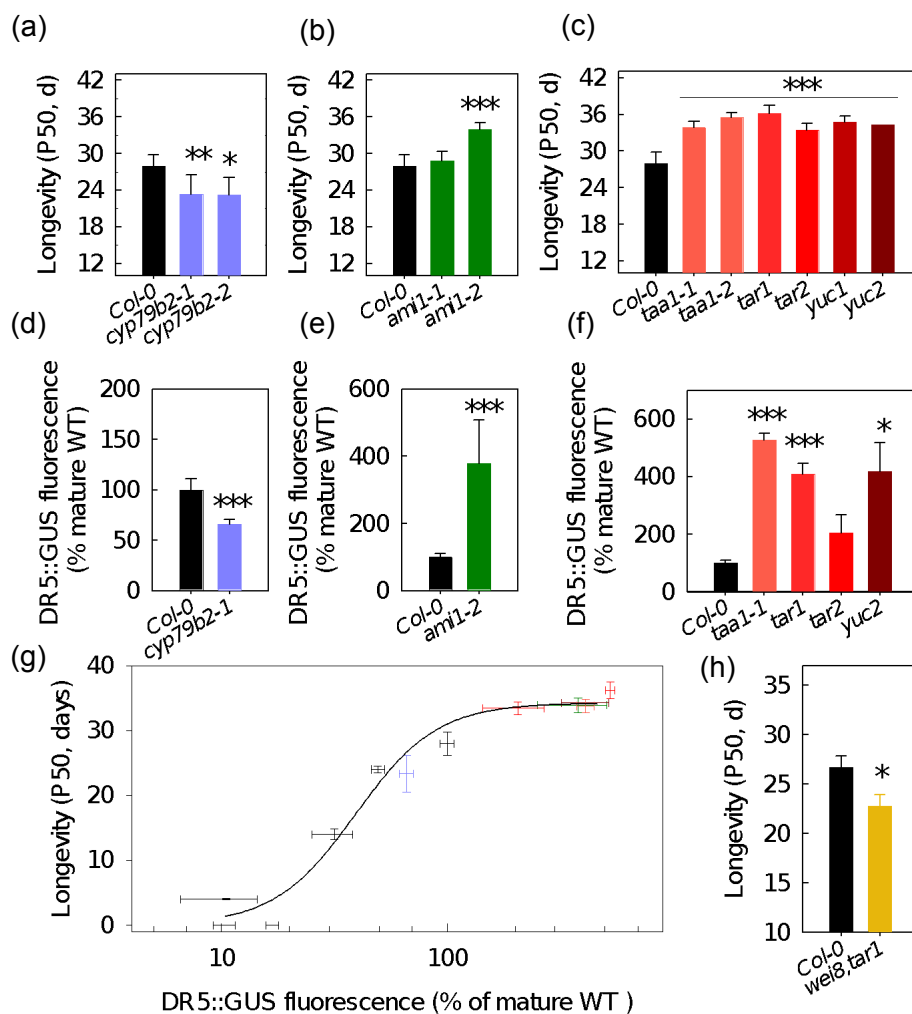 (a)
Longevity (P50, d)
42
36
30
24
18
12
**
*
Col-0
cyp79b2-1
cyp79b2-2
(b)
Longevity (P50, d)
42
36
30
24
18
12
***
Col-0
ami1-1
ami1-2
(c)
Longevity (P50, d)
42
36
30
24
18
12
***
Col-0
taa1-1
taa1-2
tar1
tar2
yuc1
yuc2
(d)
DR5::GUS fluorescence
(% mature WT)
200
150
100
50
0
***
Col-0
cyp79b2-1
(e)
DR5::GUS fluorescence
(% mature WT)
600
400
200
0
***
Col-0
ami1-2
(f)
DR5::GUS fluorescence
(% mature WT)
600
400
200
0
***
***
*
Col-0
taa1-1
tar1
tar2
yuc2
(g)
Longevity (P50, days)
40
30
20
10
0
10
100
DR5::GUS fluorescence (% of mature WT )
(h)
Longevity (P50, d)
35
30
25
20
15
10
*
Col-0
wei8,tar1